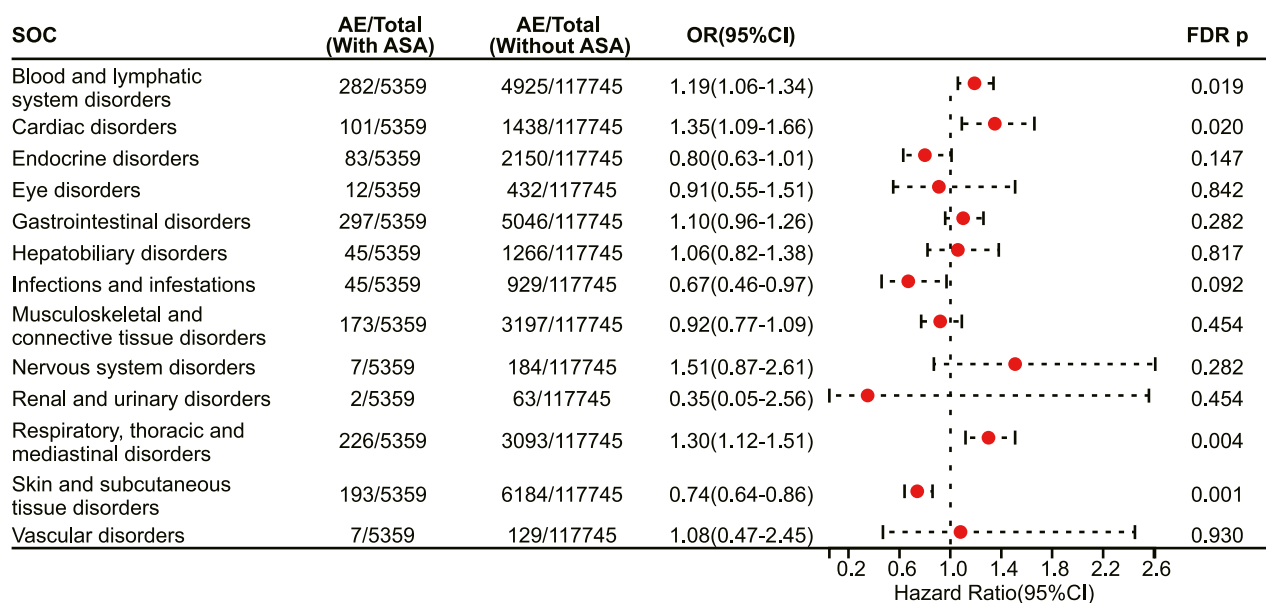 SOC AE/Total (With ASA) AE/Total (Without ASA) OR(95%CI) FDR p
Blood and lymphatic
system disorders 282/5359 4925/117745 1.19(1.06-1.34) 0.019
Cardiac disorders 101/5359 1438/117745 1.35(1.09-1.66) 0.020
Endocrine disorders 83/5359 2150/117745 0.80(0.63-1.01) 0.147
Eye disorders 12/5359 432/117745 0.91(0.55-1.51) 0.842
Gastrointestinal disorders 297/5359 5046/117745 1.10(0.96-1.26) 0.282
Hepatobiliary disorders 45/5359 1266/117745 1.06(0.82-1.38) 0.817
Infections and infestations 45/5359 929/117745 0.67(0.46-0.97) 0.092
Musculoskeletal and
connective tissue disorders 173/5359 3197/117745 0.92(0.77-1.09) 0.454
Nervous system disorders 7/5359 184/117745 1.51(0.87-2.61) 0.282
Renal and urinary disorders 2/5359 63/117745 0.35(0.05-2.56) 0.454
Respiratory, thoracic and
mediastinal disorders 226/5359 3093/117745 1.30(1.12-1.51) 0.004
Skin and subcutaneous
tissue disorders 193/5359 6184/117745 0.74(0.64-0.86) 0.001
Vascular disorders 7/5359 129/117745 1.08(0.47-2.45) 0.930
0.2 0.6 1.0 1.4 1.8 2.2 2.6
Hazard Ratio(95%CI)